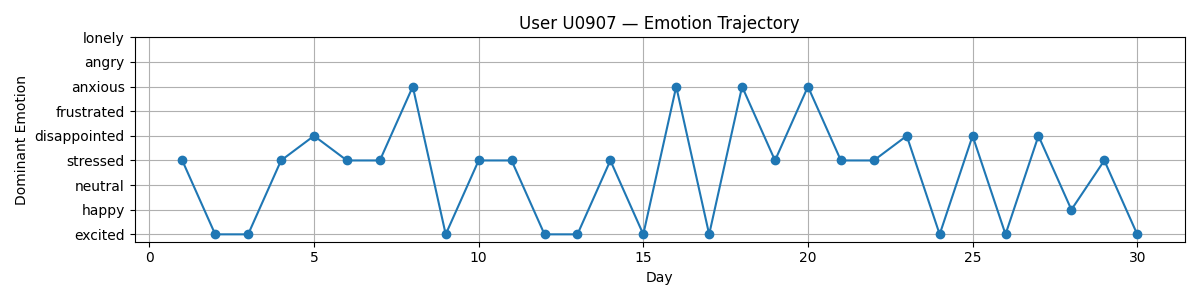 User U0907 — Emotion Trajectory
lonely
angry
anxious
frustrated
disappointed
stressed
neutral
happy
excited
Dominant Emotion
0 5 10 15 20 25 30
Day